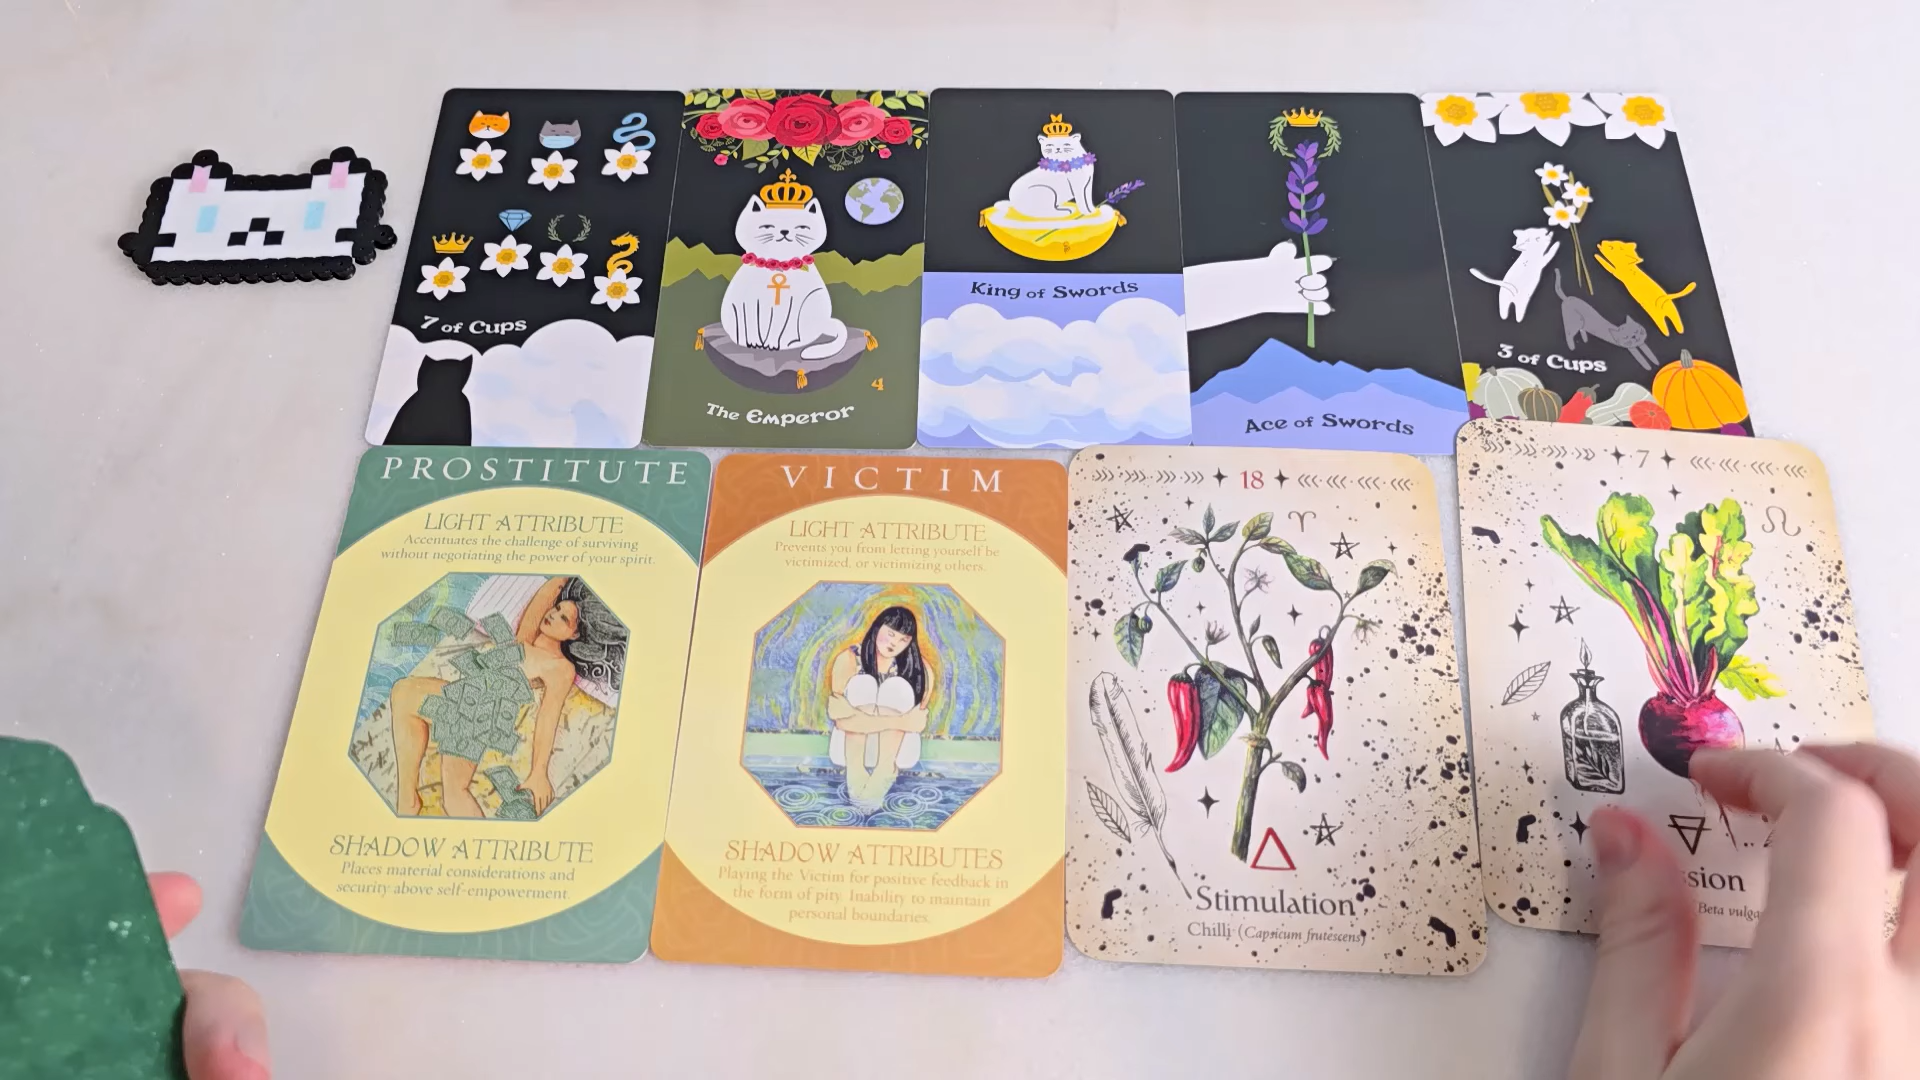 7 of Cups
4
The Emperor
King of Swords
Ace of Swords
3 of Cups
PROSTITUTE
LIGHT ATTRIBUTE
Accentuates the challenge of surviving
without negotiating the power of your spirit.
SHADOW ATTRIBUTE
Places material considerations and
security above self-empowerment.
VICTIM
LIGHT ATTRIBUTE
Prevents you from letting yourself be
victimized, or victimizing others.
SHADOW ATTRIBUTES
Playing the Victim for positive feedback in
the form of pity. Inability to maintain
personal boundaries.
18
Stimulation
Chilli (Capsicum frutescens)
7
Beta